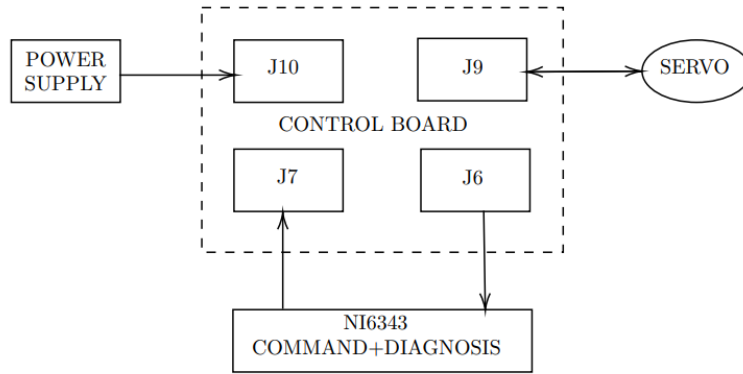 POWER
SUPPLY
J10
J9
SERVO
CONTROL BOARD
J7
J6
NI6343
COMMAND+DIAGNOSIS